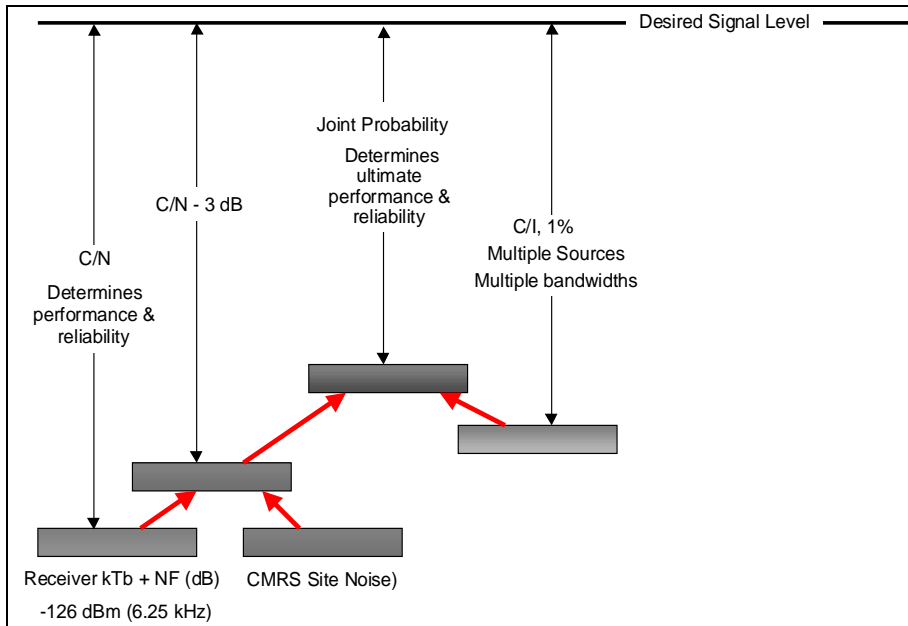 Desired Signal Level
C/N
Determines
performance &
reliability
C/N - 3 dB
Joint Probability
Determines
ultimate
performance &
reliability
C/I, 1%
Multiple Sources
Multiple bandwidths
Receiver kTb + NF (dB)
-126 dBm (6.25 kHz)
CMRS Site Noise)